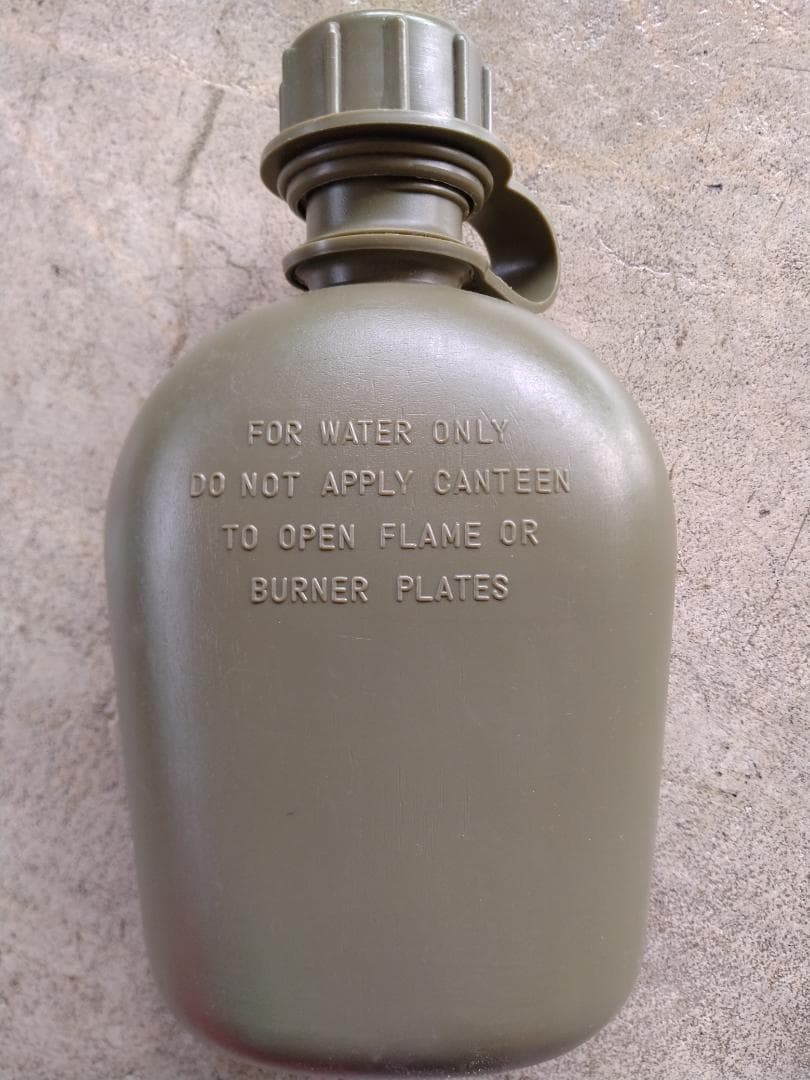 FOR WATER ONLY
DO NOT APPLY CANTEEN
TO OPEN FLAME OR
BURNER PLATES